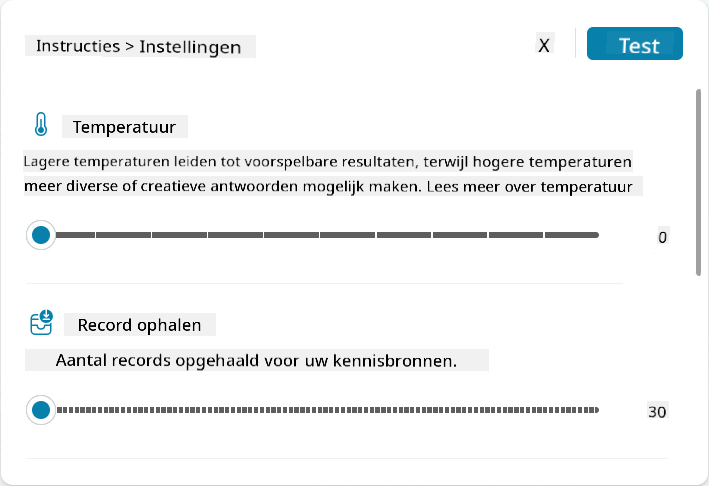 Instructies > Instellingen
X
Test
Temperatuur
Lagere temperaturen leiden tot voorspelbare resultaten, terwijl hogere temperaturen
meer diverse of creatieve antwoorden mogelijk maken. Lees meer over temperatuur
0
Record ophalen
Aantal records opgehaald voor uw kennisbronnen.
30